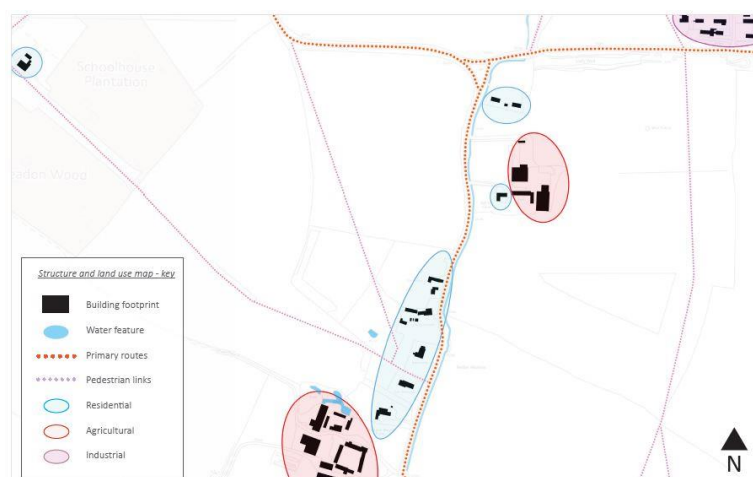 Schoolhouse
Plantation
aden Wood
Structure and land use map - key
Building footprint
Water feature
Primary routes
Pedestrian links
Residential
Agricultural
Industrial
N